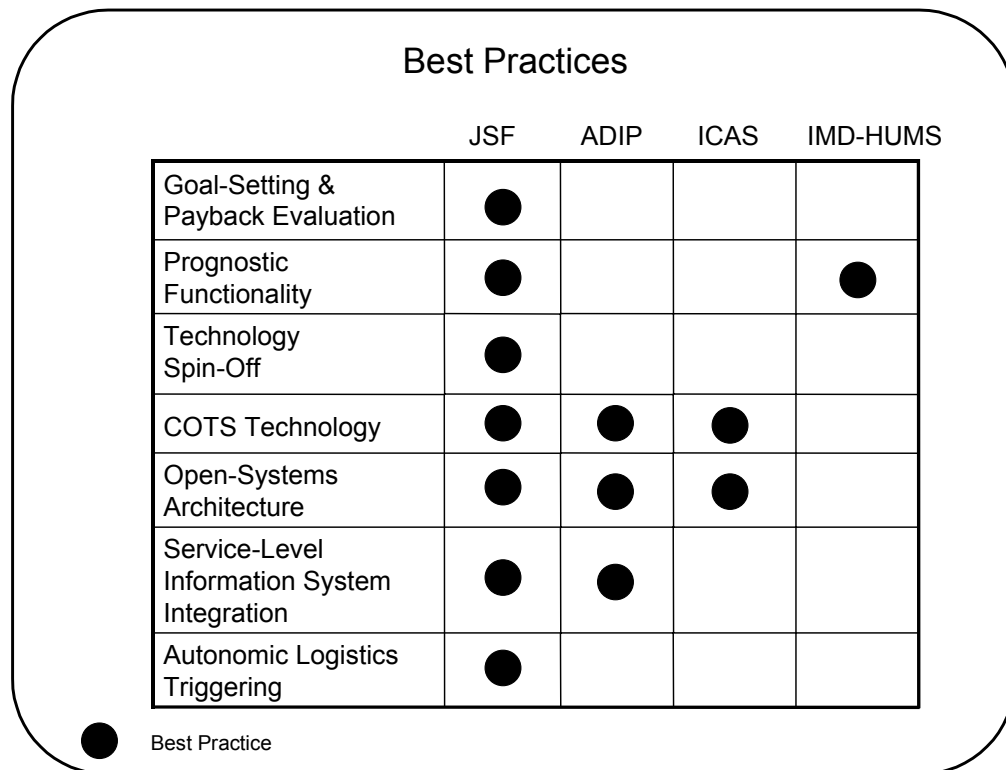 Best Practices
JSF ADIP ICAS IMD-HUMS
Goal-Setting &
Payback Evaluation
Prognostic
Functionality
Technology
Spin-Off
COTS Technology
Open-Systems
Architecture
Service-Level
Information System
Integration
Autonomic Logistics
Triggering
Best Practice